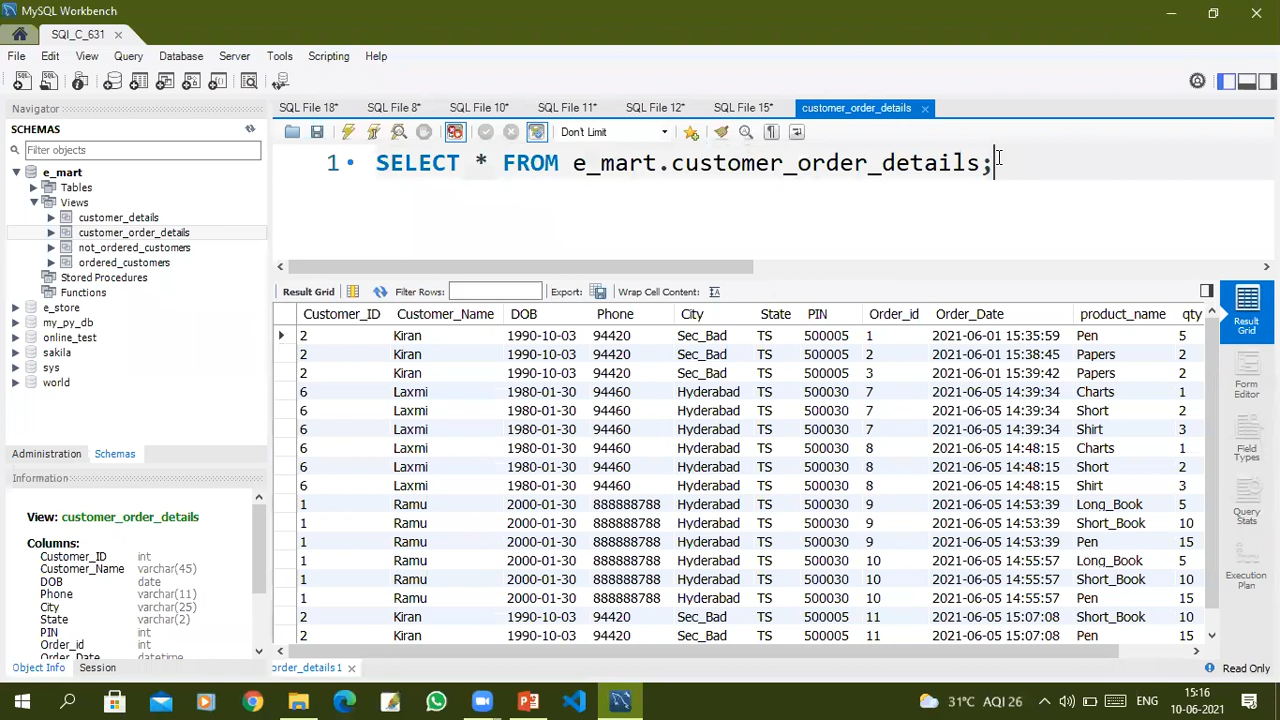 MySQL Workbench
SQl_C_631
File Edit View Query Database Server Tools Scripting Help
Navigator
SQL File 18* SQL File 8* SQL File 10* SQL File 11* SQL File 12* SQL File 15* customer_order_details
SCHEMAS
Don't Limit
Filter objects
1 SELECT * FROM e_mart.customer_order_details;
e_mart
Tables
Views
customer_details
customer_order_details
not_ordered_customers
ordered_customers
Stored Procedures
Functions
e_store
my_py_db
online_test
sakila
sys
world
Administration Schemas
Information
View: customer_order_details
Columns:
Customer_ID int
Customer_Name varchar(45)
DOB date
Phone varchar(11)
City varchar(25)
State varchar(2)
PIN int
Order_id int
Order_Date datetime
Object Info Session
Result Grid Filter Rows: Export: Wrap Cell Content:
Customer_ID Customer_Name DOB Phone City State PIN Order_id Order_Date product_name qty
2 Kiran 1990-10-03 94420 Sec_Bad TS 500005 1 2021-06-01 15:35:59 Pen 5
2 Kiran 1990-10-03 94420 Sec_Bad TS 500005 2 2021-06-01 15:38:45 Papers 2
2 Kiran 1990-10-03 94420 Sec_Bad TS 500005 3 2021-06-01 15:39:42 Papers 2
6 Laxmi 1980-01-30 94460 Hyderabad TS 500030 7 2021-06-05 14:39:34 Charts 1
6 Laxmi 1980-01-30 94460 Hyderabad TS 500030 7 2021-06-05 14:39:34 Short 2
6 Laxmi 1980-01-30 94460 Hyderabad TS 500030 7 2021-06-05 14:39:34 Shirt 3
6 Laxmi 1980-01-30 94460 Hyderabad TS 500030 8 2021-06-05 14:48:15 Charts 1
6 Laxmi 1980-01-30 94460 Hyderabad TS 500030 8 2021-06-05 14:48:15 Short 2
6 Laxmi 1980-01-30 94460 Hyderabad TS 500030 8 2021-06-05 14:48:15 Shirt 3
1 Ramu 2000-01-30 888888788 Hyderabad TS 500030 9 2021-06-05 14:53:39 Long_Book 5
1 Ramu 2000-01-30 888888788 Hyderabad TS 500030 9 2021-06-05 14:53:39 Short_Book 10
1 Ramu 2000-01-30 888888788 Hyderabad TS 500030 9 2021-06-05 14:53:39 Pen 15
1 Ramu 2000-01-30 888888788 Hyderabad TS 500030 10 2021-06-05 14:55:57 Long_Book 5
1 Ramu 2000-01-30 888888788 Hyderabad TS 500030 10 2021-06-05 14:55:57 Short_Book 10
1 Ramu 2000-01-30 888888788 Hyderabad TS 500030 10 2021-06-05 14:55:57 Pen 15
2 Kiran 1990-10-03 94420 Sec_Bad TS 500005 11 2021-06-05 15:07:08 Short_Book 10
2 Kiran 1990-10-03 94420 Sec_Bad TS 500005 11 2021-06-05 15:07:08 Pen 15
Result
Grid
Form
Editor
Field
Types
Query
Stats
Execution
Plan
order_details1
Read Only
31°C AQI 26
ENG
15:16
10-06-2021